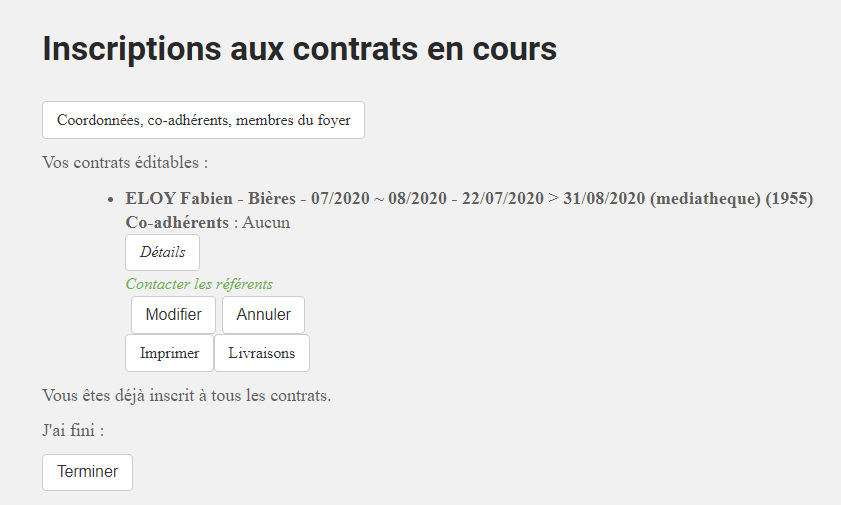 Inscriptions aux contrats en cours
Coordonnées, co-adhérents, membres du foyer
Vos contrats éditables :
ELOY Fabien - Bières - 07/2020 ~ 08/2020 - 22/07/2020 > 31/08/2020 (mediatheque) (1955)
Co-adhérents : Aucun
Détails
Contacter les référents
Modifier Annuler
Imprimer Livraisons
Vous êtes déjà inscrit à tous les contrats.
J'ai fini :
Terminer